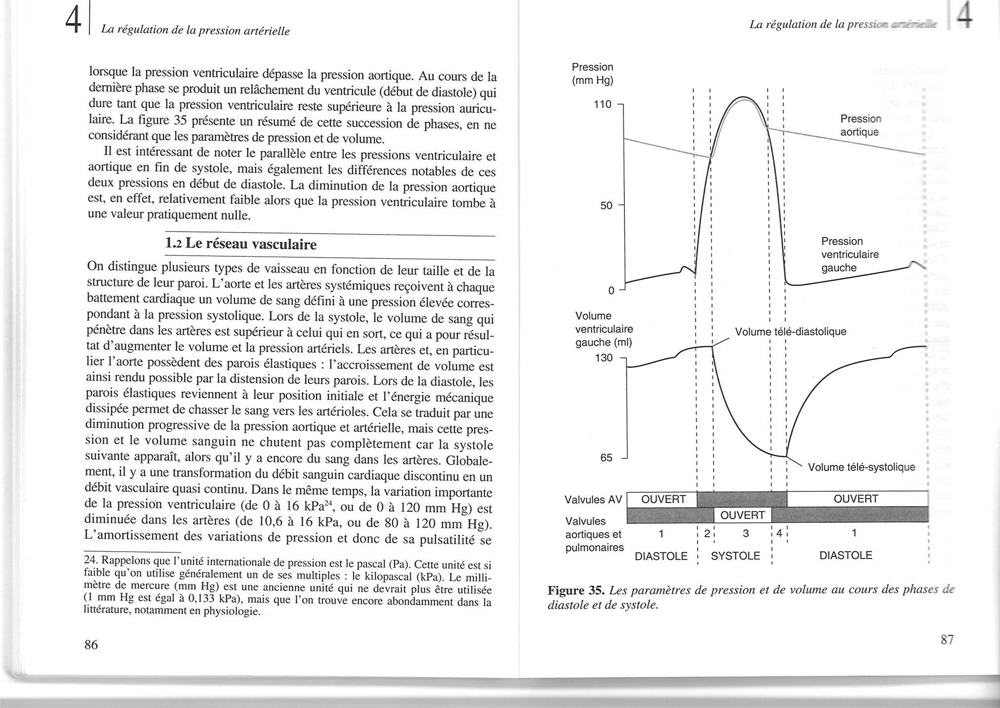 4
La régulation de la pression artérielle
lorsque la pression ventriculaire dépasse la pression aortique. Au cours de la
dernière phase se produit un relâchement du ventricule (début de diastole) qui
dure tant que la pression ventriculaire reste supérieure à la pression auricu-
laire. La figure 35 présente un résumé de cette succession de phases, en ne
considérant que les paramètres de pression et de volume.
Il est intéressant de noter le parallèle entre les pressions ventriculaire et
aortique en fin de systole, mais également les différences notables de ces
deux pressions en début de diastole. La diminution de la pression aortique
est, en effet, relativement faible alors que la pression ventriculaire tombe à
une valeur pratiquement nulle.
1.2 Le réseau vasculaire
On distingue plusieurs types de vaisseau en fonction de leur taille et de la
structure de leur paroi. L'aorte et les artères systémiques reçoivent à chaque
battement cardiaque un volume de sang défini à une pression élevée corres-
pondant à la pression systolique. Lors de la systole, le volume de sang qui
pénètre dans les artères est supérieur à celui qui en sort, ce qui a pour résul-
tat d'augmenter le volume et la pression artériels. Les artères et, en particu-
lier l'aorte possèdent des parois élastiques : l'accroissement de volume est
ainsi rendu possible par la distension de leurs parois. Lors de la diastole, les
parois élastiques reviennent à leur position initiale et l'énergie mécanique
dissipée permet de chasser le sang vers les artérioles. Cela se traduit par une
diminution progressive de la pression aortique et artérielle, mais cette pres-
sion et le volume sanguin ne chutent pas complètement car la systole
suivante apparaît, alors qu'il y a encore du sang dans les artères. Globale-
ment, il y a une transformation du débit sanguin cardiaque discontinu en un
débit vasculaire quasi continu. Dans le même temps, la variation importante
de la pression ventriculaire (de 0 à 16 kPa²⁴, ou de 0 à 120 mm Hg) est
diminuée dans les artères (de 10,6 à 16 kPa, ou de 80 à 120 mm Hg).
L'amortissement des variations de pression et donc de sa pulsatilité se
24. Rappelons que l'unité internationale de pression est le pascal (Pa). Cette unité est si
faible qu'on utilise généralement un de ses multiples : le kilopascal (kPa). Le milli-
mètre de mercure (mm Hg) est une ancienne unité qui ne devrait plus être utilisée
(1 mm Hg est égal à 0,133 kPa), mais que l'on trouve encore abondamment dans la
littérature, notamment en physiologie.
86
La régulation de la pression artérielle
4
Pression
(mm Hg)
110
Pression
aortique
50
Pression
ventriculaire
gauche
0
Volume
ventriculaire
gauche (ml)
Volume télé-diastolique
130
65
Volume télé-systolique
Valvules AV
OUVERT
OUVERT
OUVERT
Valvules
aortiques et
pulmonaires
1
2
3
4
1
DIASTOLE
SYSTOLE
DIASTOLE
Figure 35. Les paramètres de pression et de volume au cours des phases de
diastole et de systole.
87